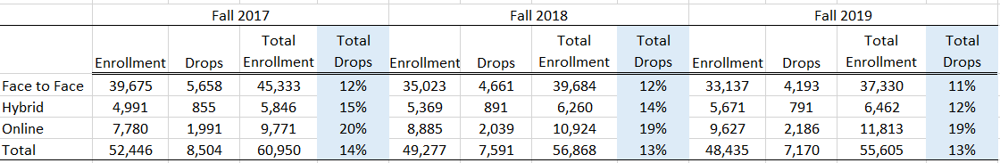 Fall 2017 Fall 2018 Fall 2019
Total Total Total Total Total Total
Enrollment Drops Enrollment Drops Enrollment Drops Enrollment Drops Enrollment Drops Enrollment Drops
Face to Face 39,675 5,658 45,333 12% 35,023 4,661 39,684 12% 33,137 4,193 37,330 11%
Hybrid 4,991 855 5,846 15% 5,369 891 6,260 14% 5,671 791 6,462 12%
Online 7,780 1,991 9,771 20% 8,885 2,039 10,924 19% 9,627 2,186 11,813 19%
Total 52,446 8,504 60,950 14% 49,277 7,591 56,868 13% 48,435 7,170 55,605 13%